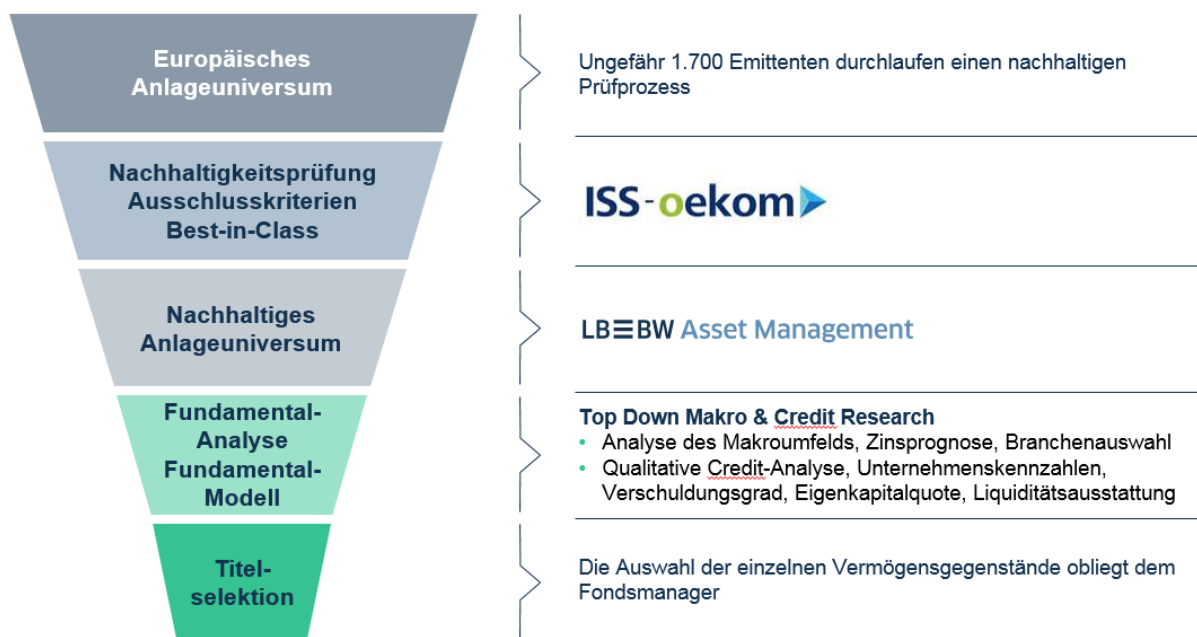 Europäisches
Anlageuniversum
Ungefähr 1.700 Emittenten durchlaufen einen nachhaltigen
Prüfprozess
Nachhaltigkeitsprüfung
Ausschlusskriterien
Best-in-Class
ISS-oekom
Nachhaltiges
Anlageuniversum
LB☰BW Asset Management
Fundamental-
Analyse
Fundamental-
Modell
Top Down Makro & Credit Research
• Analyse des Makroumfelds, Zinsprognose, Branchenauswahl
• Qualitative Credit-Analyse, Unternehmenskennzahlen,
Verschuldungsgrad, Eigenkapitalquote, Liquiditätsausstattung
Titel-
selektion
Die Auswahl der einzelnen Vermögensgegenstände obliegt dem
Fondsmanager